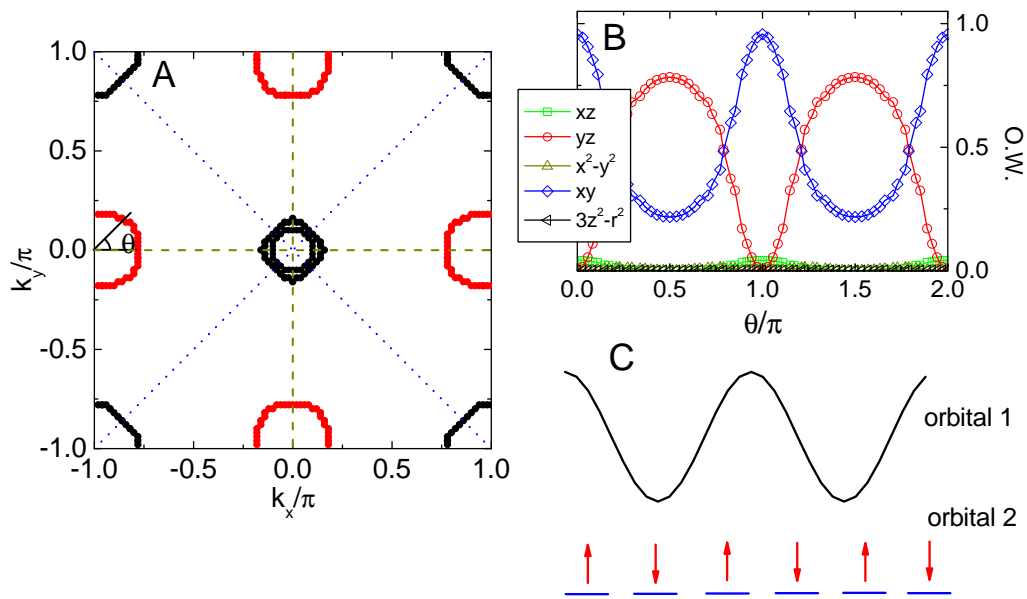 A
1.0
0.5
0.0
-0.5
-1.0
k_y/π
θ
-1.0 -0.5 0.0 0.5 1.0
k_x/π
B
1.0
0.5
0.0
O.W.
xz
yz
x²-y²
xy
3z²-r²
0.0 0.5 1.0 1.5 2.0
θ/π
C
orbital 1
orbital 2